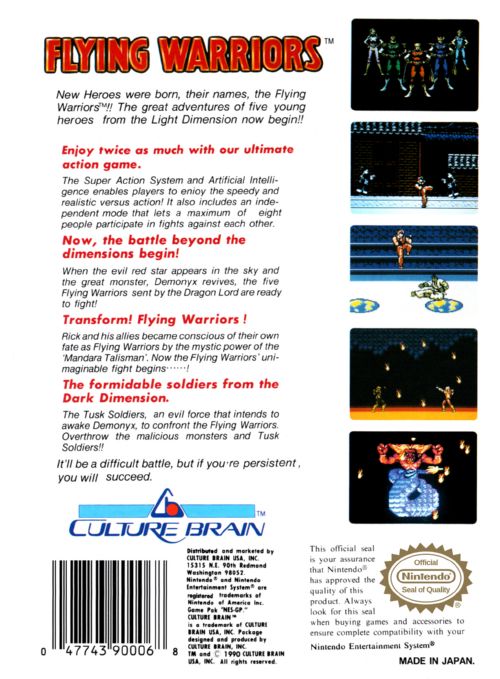 FLYING WARRIORS™
New Heroes were born, their names, the Flying
Warriors™!! The great adventures of five young
heroes from the Light Dimension now begin!!
Enjoy twice as much with our ultimate
action game.
The Super Action System and Artificial Intelli-
gence enables players to enioy the speedy and
realistic versus action! It also includes an inde-
pendent mode that lets a maximum of eight
people participate in fights against each other.
Now, the battle beyond the
dimensions begin!
When the evil red star appears in the sky and
the great monster, Demonyx revives, the five
Flying Warriors sent by the Dragon Lord are ready
to fight!
Transform! Flying Warriors !
Rick and his allies became conscious of their own
fate as Flying Warriors by the mystic power of the
'Mandara Talisman'. Now the Flying Warriors' uni-
maginable fight begins······!
The formidable soldiers from the
Dark Dimension.
The Tusk Soldiers, an evil force that intends to
awake Demonyx, to confront the Flying Warriors.
Overthrow the malicious monsters and Tusk
Soldiers!!
It'll be a difficult battle, but if you're persistent,
you will succeed.
TM
CULTURE BRAIN
Distributed and marketed by
CULTURE BRAIN USA, INC.
15315 N.E. 90th Redmond
Washington 98052.
Nintendo® and Nintendo
Entertainment System® are
registered trademarks of
Nintendo of America Inc.
Game Pak "NES-GP."
CULTURE BRAIN™
is a trademark of CULTURE
BRAIN USA, INC. Package
designed and produced by
CULTURE BRAIN, INC.
TM and © 1990 CULTURE BRAIN
USA, INC. All rights reserved.
0 47743 90006 8
This official seal
is your assurance
that Nintendo®
has approved the
quality of this
product. Always
look for this seal
when buying games and accessories to
ensure complete compatibility with your
Nintendo Entertainment System®
Official
Nintendo
Seal of Quality
®
MADE IN JAPAN.